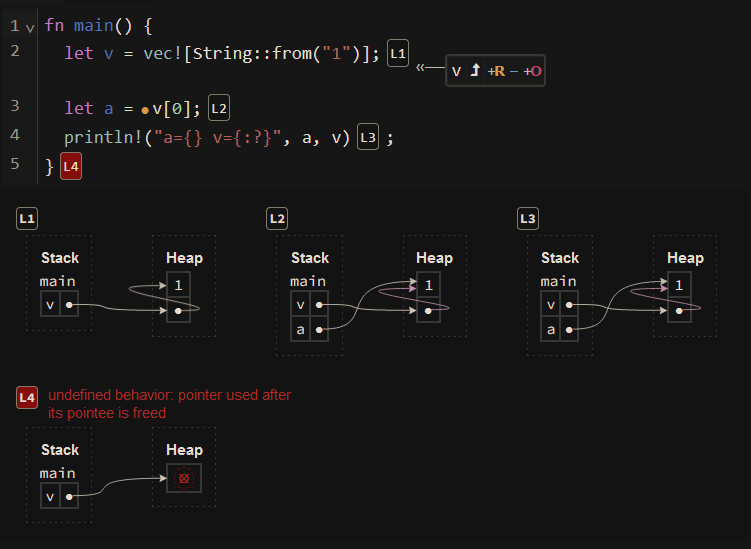 1 fn main() {
2 let v = vec![String::from("1")]; L1
« v ⮥ +R − +O
3 let a = v[0]; L2
4 println!("a={} v={:?}", a, v) L3 ;
5 } L4
L1 L2 L3
Stack Heap Stack Heap Stack Heap
main main main
1 1 1
v v v
a a
L4 undefined behavior: pointer used after
its pointee is freed
Stack Heap
main
v